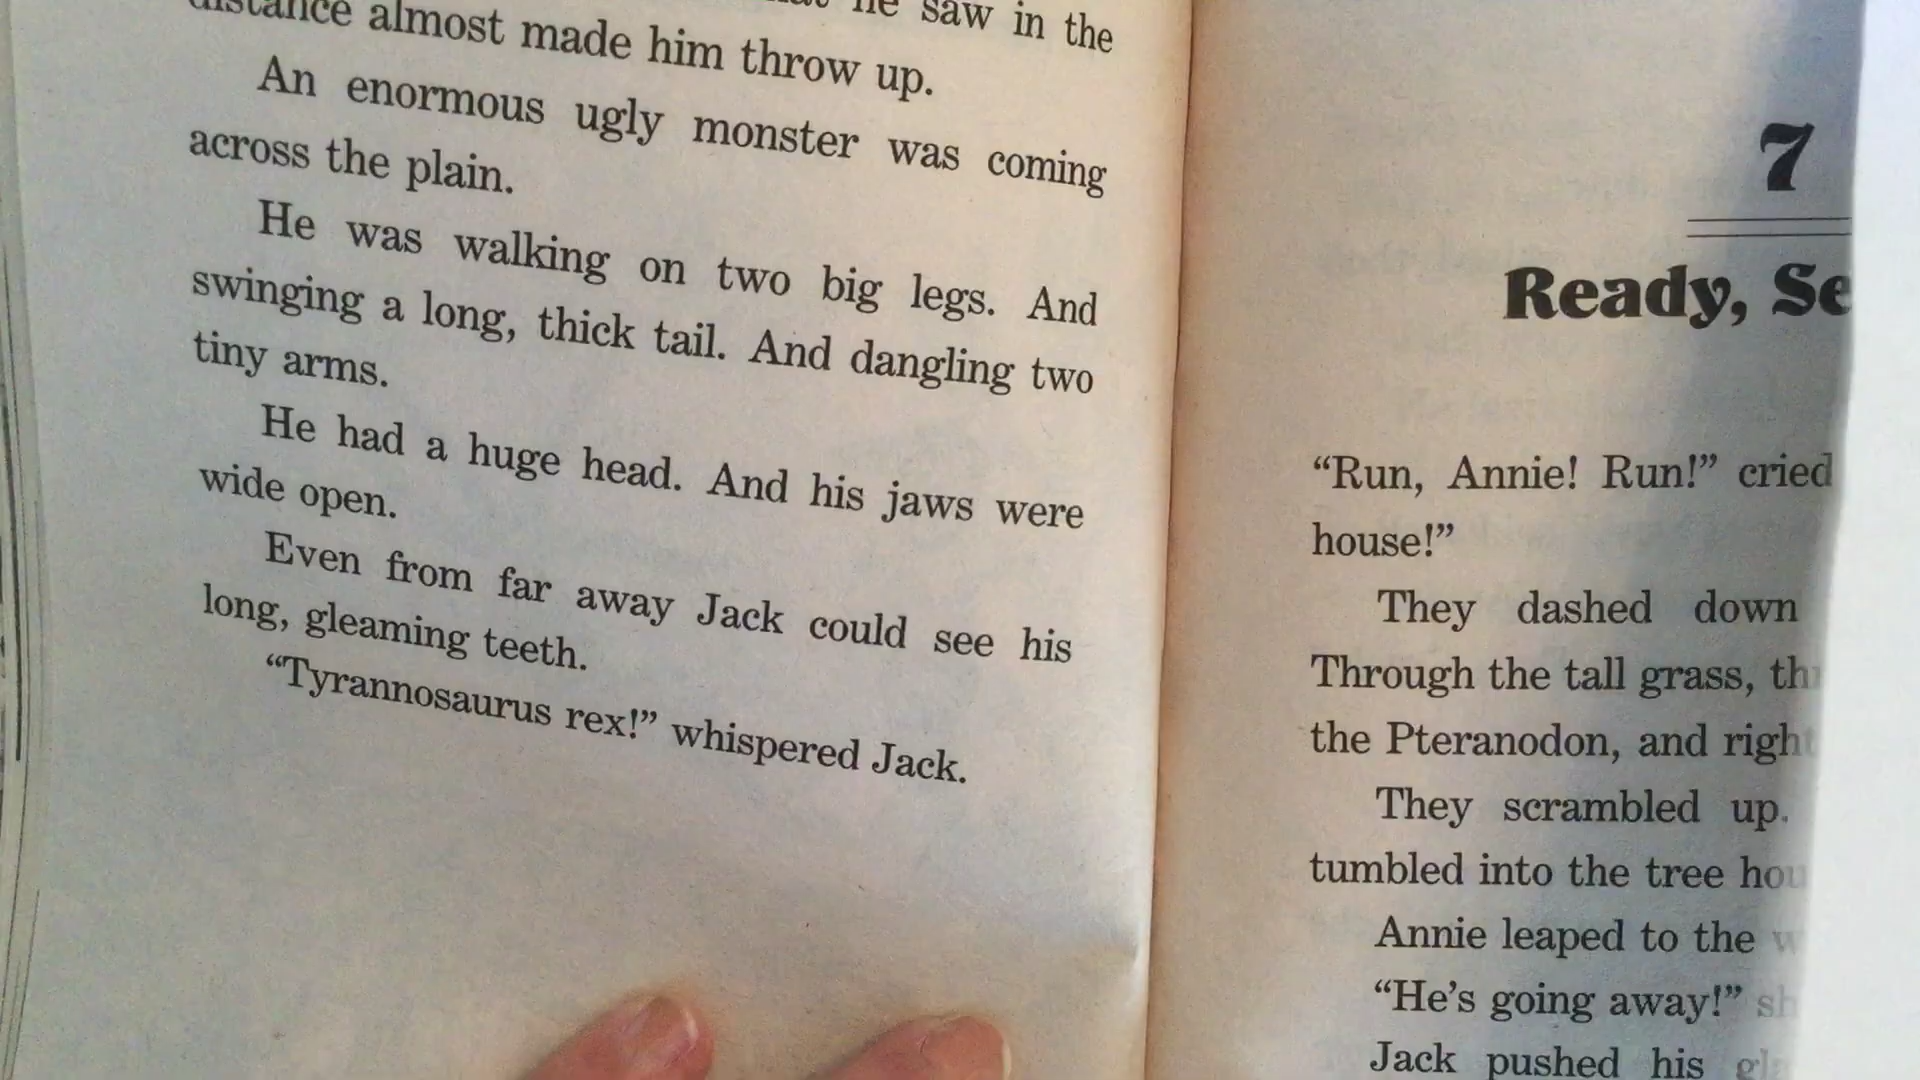 he saw in the
distance almost made him throw up.
An enormous ugly monster was coming
across the plain.
He was walking on two big legs. And
swinging a long, thick tail. And dangling two
tiny arms.
He had a huge head. And his jaws were
wide open.
Even from far away Jack could see his
long, gleaming teeth.
“Tyrannosaurus rex!” whispered Jack.
7
Ready,
“Run, Annie! Run!” cried
house!”
They dashed down
Through the tall grass,
the Pteranodon, and right
They scrambled up.
tumbled into the tree
Annie leaped to the
“He’s going away!”
Jack pushed his